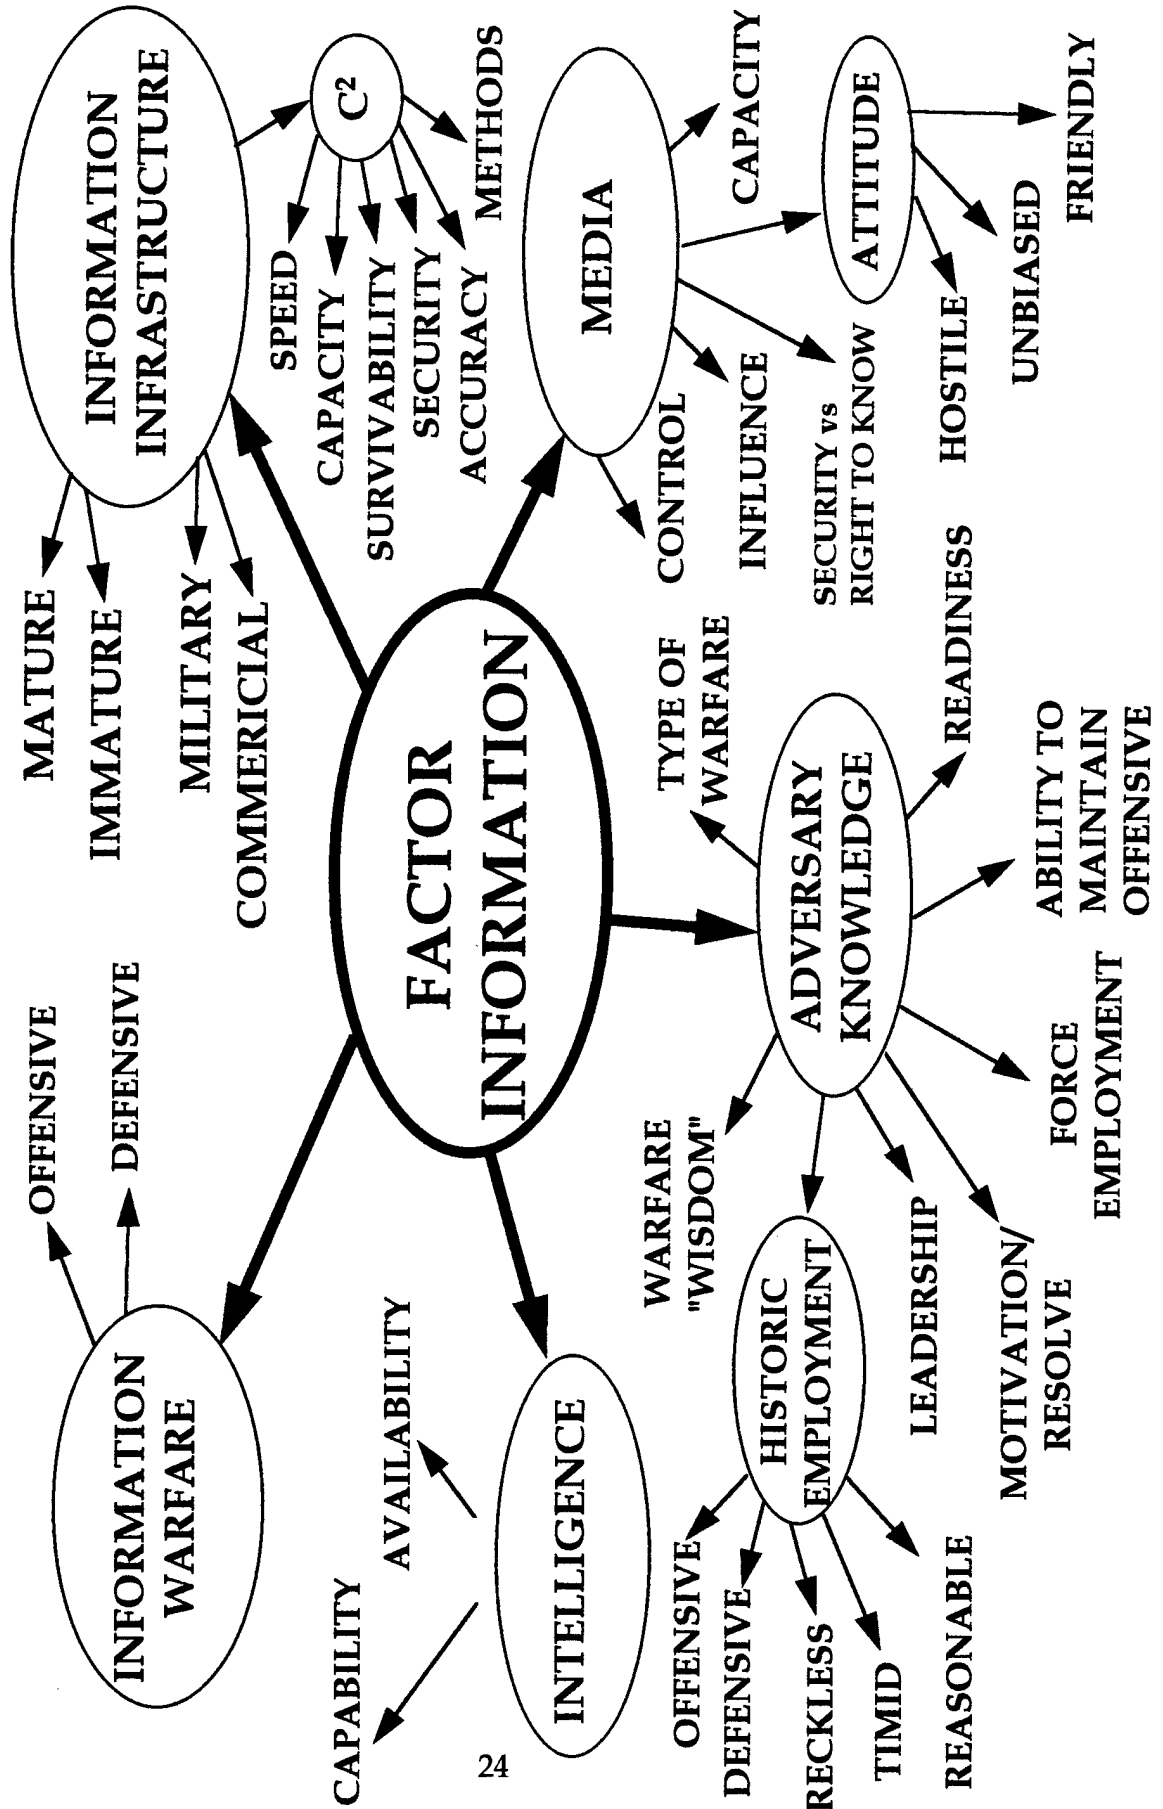 INFORMATION
WARFARE
OFFENSIVE
DEFENSIVE
INFORMATION
INFRASTRUCTURE
MATURE
IMMATURE
MILITARY
COMMERICIAL
C²
SPEED
CAPACITY
SURVIVABILITY
SECURITY
ACCURACY
METHODS
FACTOR
INFORMATION
INTELLIGENCE
CAPABILITY
AVAILABILITY
MEDIA
CONTROL
INFLUENCE
SECURITY vs
RIGHT TO KNOW
CAPACITY
ATTITUDE
HOSTILE
UNBIASED
FRIENDLY
ADVERSARY
KNOWLEDGE
TYPE OF
WARFARE
READINESS
ABILITY TO
MAINTAIN
OFFENSIVE
FORCE
EMPLOYMENT
MOTIVATION/
RESOLVE
LEADERSHIP
WARFARE
"WISDOM"
HISTORIC
EMPLOYMENT
OFFENSIVE
DEFENSIVE
RECKLESS
TIMID
REASONABLE
24